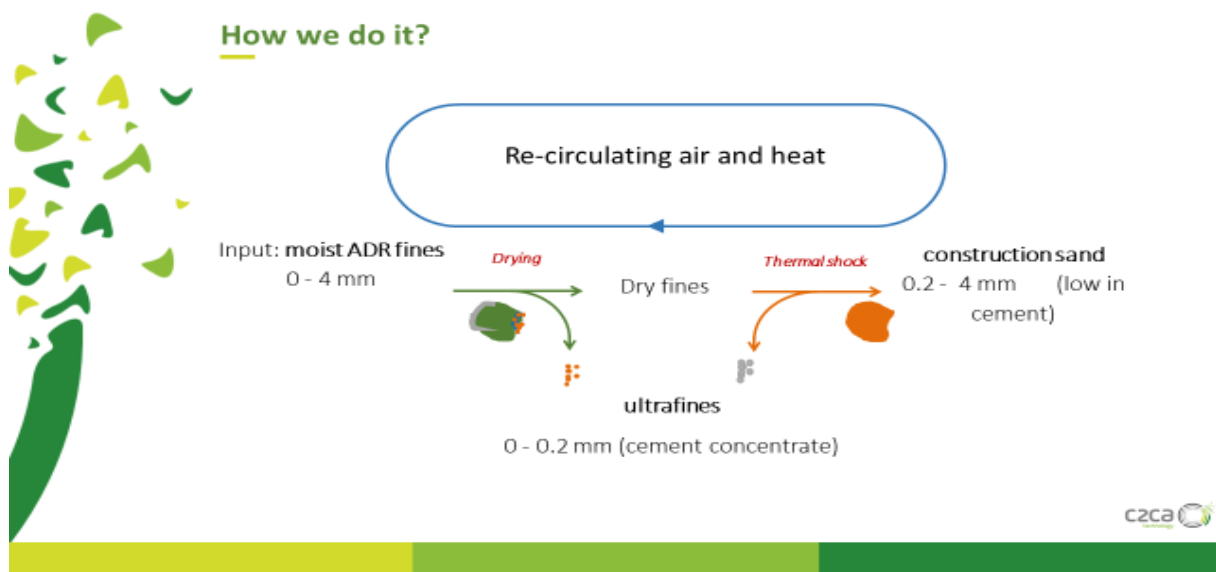 How we do it?
Re-circulating air and heat
Input: moist ADR fines
0 - 4 mm
Drying
Dry fines
Thermal shock
construction sand
0.2 - 4 mm (low in
cement)
ultrafines
0 - 0.2 mm (cement concentrate)
c2ca
technology